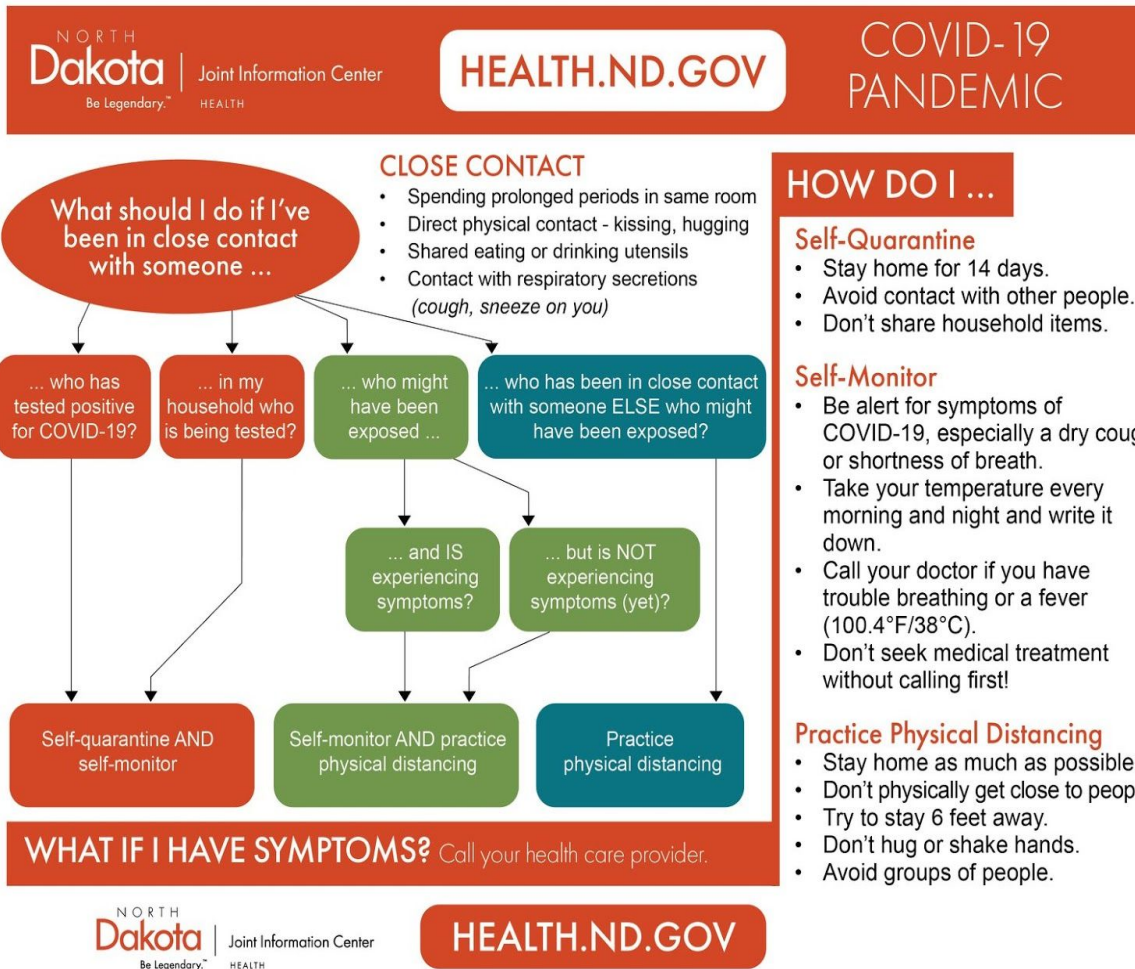 NORTH
Dakota
Be Legendary.™
Joint Information Center
HEALTH
HEALTH.ND.GOV
COVID-19
PANDEMIC
What should I do if I've
been in close contact
with someone ...
CLOSE CONTACT
• Spending prolonged periods in same room
• Direct physical contact - kissing, hugging
• Shared eating or drinking utensils
• Contact with respiratory secretions
(cough, sneeze on you)
... who has
tested positive
for COVID-19?
... in my
household who
is being tested?
... who might
have been
exposed ...
... who has been in close contact
with someone ELSE who might
have been exposed?
... and IS
experiencing
symptoms?
... but is NOT
experiencing
symptoms (yet)?
Self-quarantine AND
self-monitor
Self-monitor AND practice
physical distancing
Practice
physical distancing
WHAT IF I HAVE SYMPTOMS? Call your health care provider.
HOW DO I ...
Self-Quarantine
• Stay home for 14 days.
• Avoid contact with other people.
• Don't share household items.
Self-Monitor
• Be alert for symptoms of
COVID-19, especially a dry coug
or shortness of breath.
• Take your temperature every
morning and night and write it
down.
• Call your doctor if you have
trouble breathing or a fever
(100.4°F/38°C).
• Don't seek medical treatment
without calling first!
Practice Physical Distancing
• Stay home as much as possible
• Don't physically get close to peop
• Try to stay 6 feet away.
• Don't hug or shake hands.
• Avoid groups of people.
NORTH
Dakota
Be Legendary.™
Joint Information Center
HEALTH
HEALTH.ND.GOV